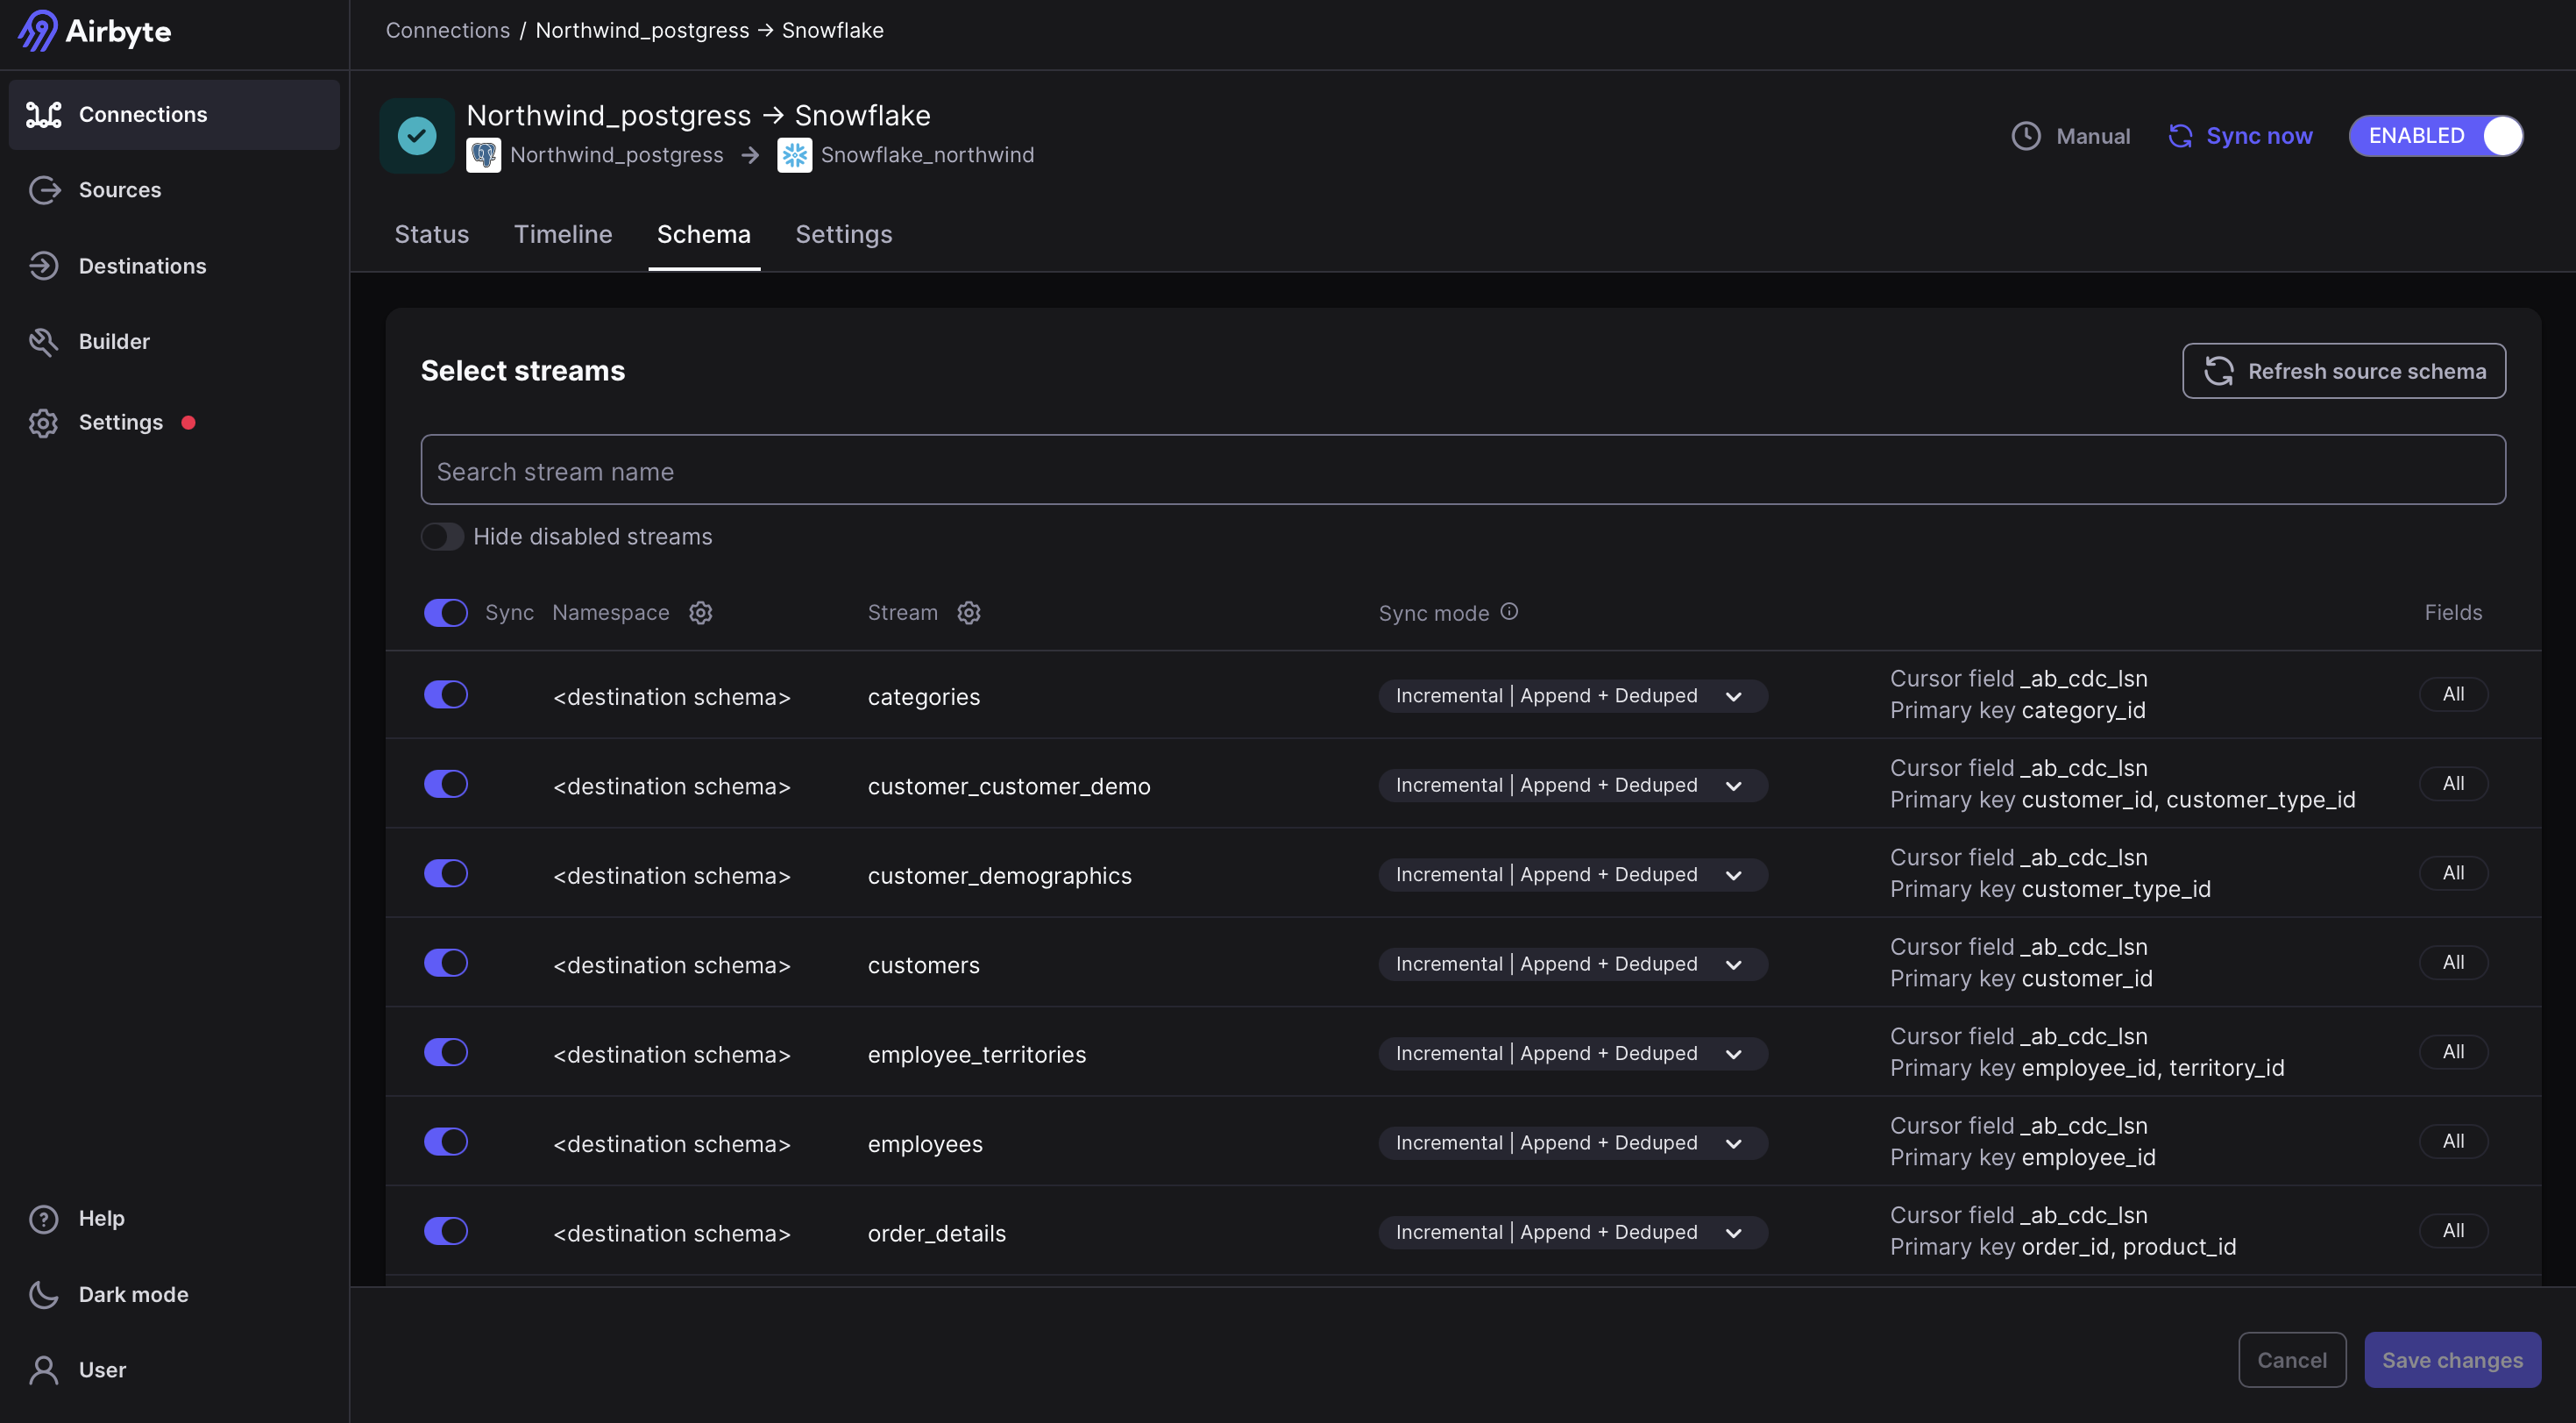 Airbyte
Connections / Northwind_postgress → Snowflake
Connections
Sources
Destinations
Builder
Settings
Northwind_postgress → Snowflake
Northwind_postgress → Snowflake_northwind
Manual
Sync now
ENABLED
Status Timeline Schema Settings
Select streams
Refresh source schema
Search stream name
Hide disabled streams
Sync Namespace Stream Sync mode Fields
<destination schema> categories Incremental | Append + Deduped Cursor field _ab_cdc_lsn All
Primary key category_id
<destination schema> customer_customer_demo Incremental | Append + Deduped Cursor field _ab_cdc_lsn All
Primary key customer_id, customer_type_id
<destination schema> customer_demographics Incremental | Append + Deduped Cursor field _ab_cdc_lsn All
Primary key customer_type_id
<destination schema> customers Incremental | Append + Deduped Cursor field _ab_cdc_lsn All
Primary key customer_id
<destination schema> employee_territories Incremental | Append + Deduped Cursor field _ab_cdc_lsn All
Primary key employee_id, territory_id
<destination schema> employees Incremental | Append + Deduped Cursor field _ab_cdc_lsn All
Primary key employee_id
<destination schema> order_details Incremental | Append + Deduped Cursor field _ab_cdc_lsn All
Primary key order_id, product_id
Help
Dark mode
User
Cancel
Save changes